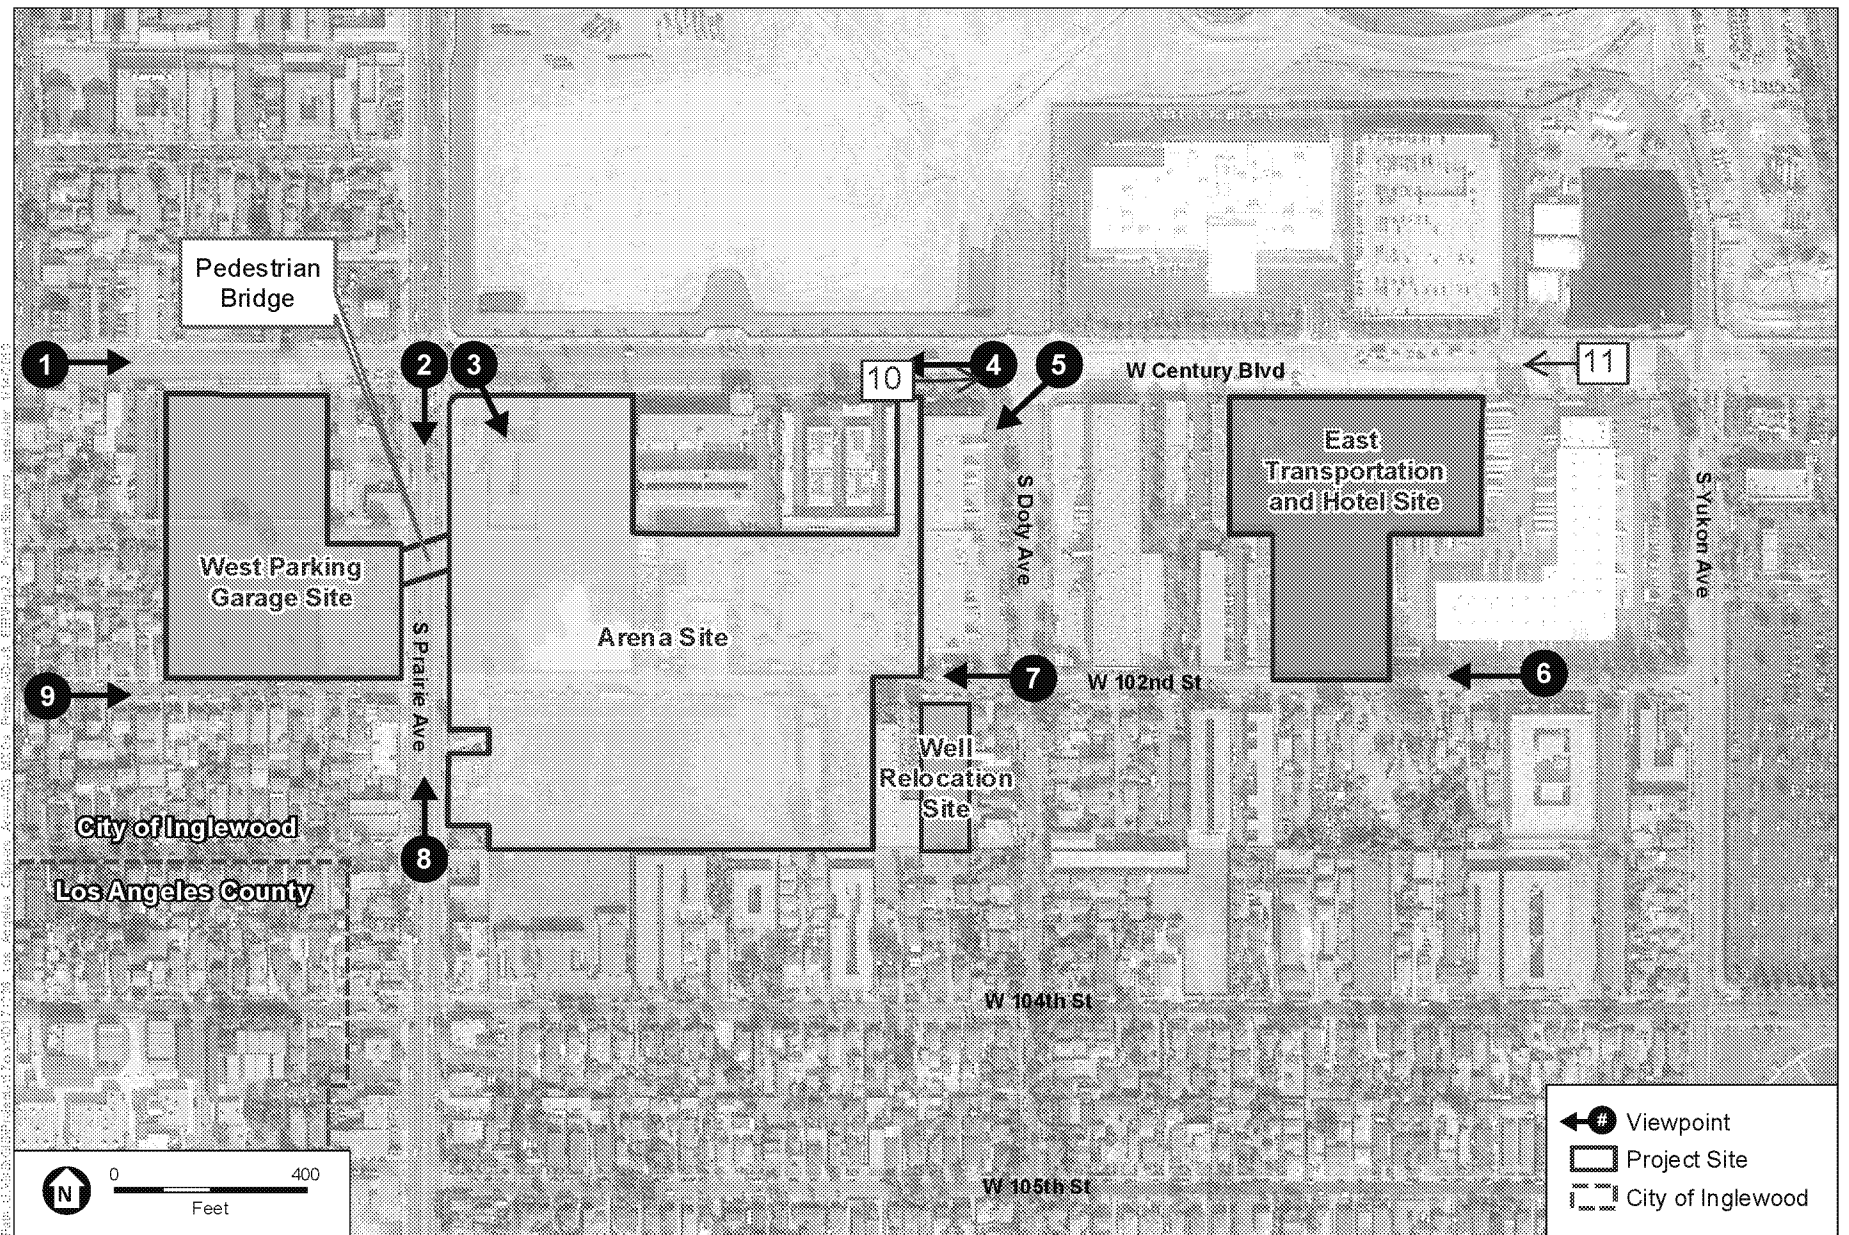 Pedestrian
Bridge
1
2
3
4
5
10
11
W Century Blvd
East
Transportation
and Hotel Site
S Doty Ave
S Yukon Ave
West Parking
Garage Site
Arena Site
S Prairie Ave
6
7
W 102nd St
9
Well
Relocation
Site
City of Inglewood
8
Los Angeles County
W 104th St
W 105th St
N
0 400
Feet
# Viewpoint
Project Site
City of Inglewood